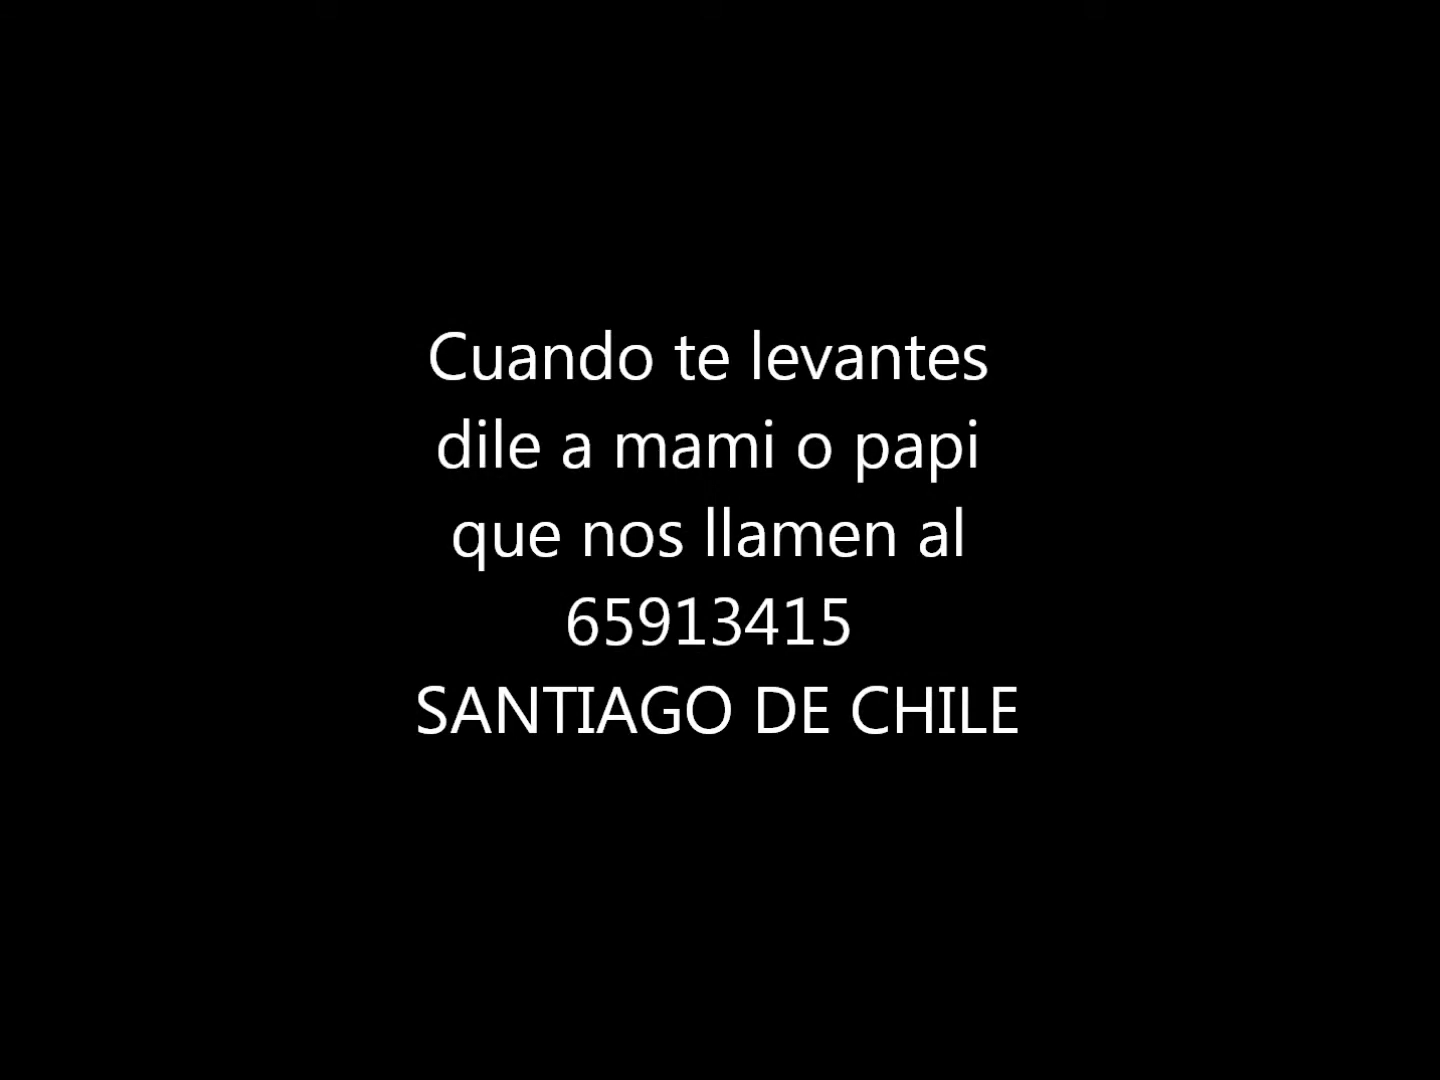 Cuando te levantes
dile a mami o papi
que nos llamen al
65913415
SANTIAGO DE CHILE